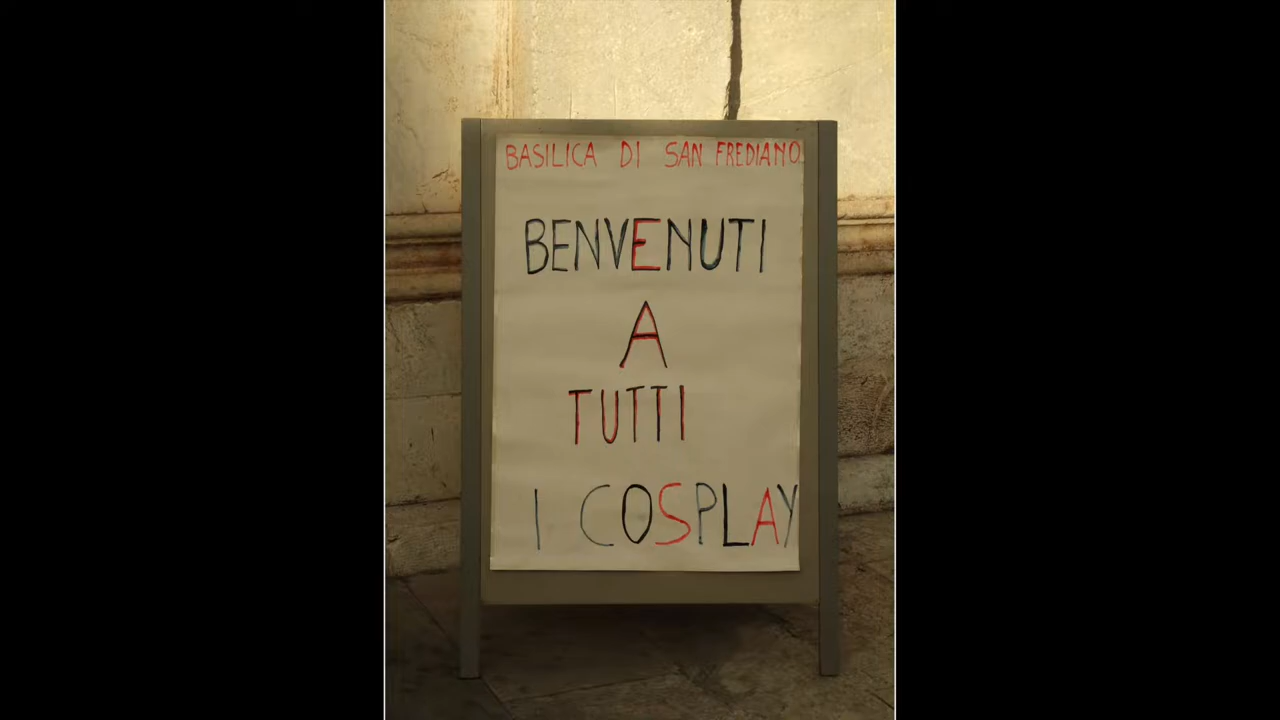 BASILICA DI SAN FREDIANO
BENVENUTI
A
TUTTI
I COSPLAY